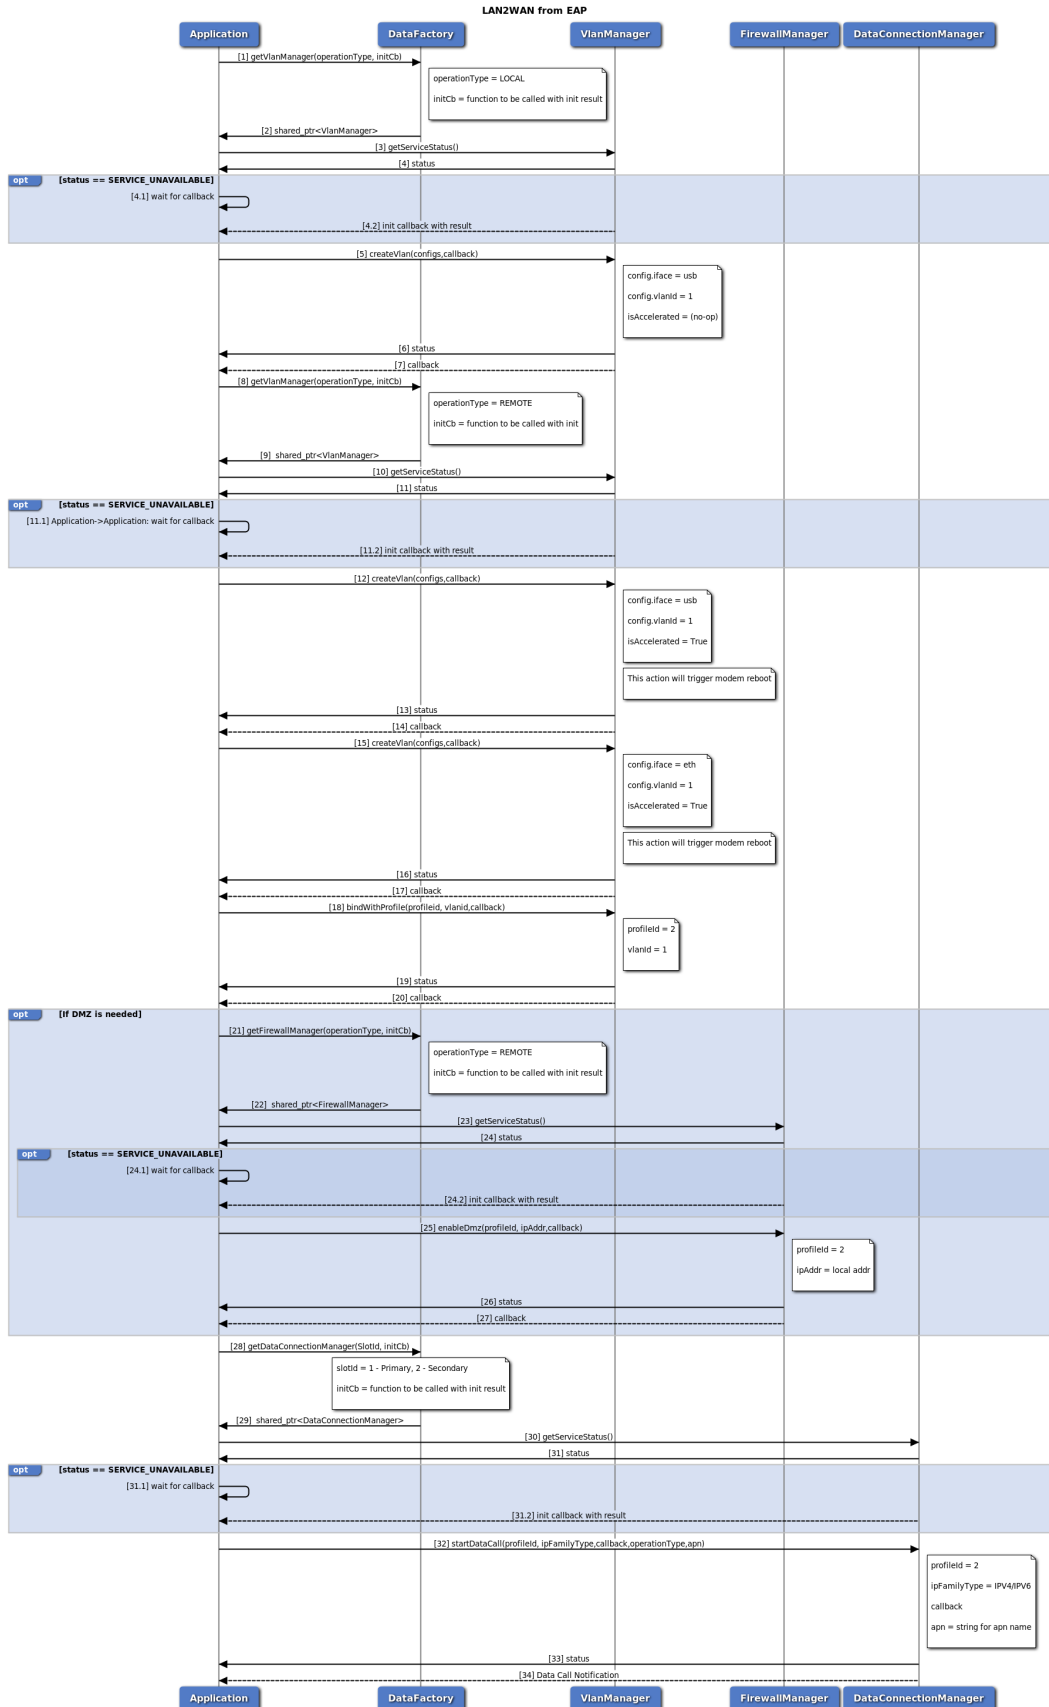 LAN2WAN from EAP
Application DataFactory VlanManager FirewallManager DataConnectionManager
[1] getVlanManager(operationType, initCb)
operationType = LOCAL
initCb = function to be called with init result
[2] shared_ptr<VlanManager>
[3] getServiceStatus()
[4] status
opt [status == SERVICE_UNAVAILABLE]
[4.1] wait for callback
[4.2] init callback with result
[5] createVlan(configs,callback)
config.iface = usb
config.vlanId = 1
isAccelerated = (no-op)
[6] status
[7] callback
[8] getVlanManager(operationType, initCb)
operationType = REMOTE
initCb = function to be called with init
[9] shared_ptr<VlanManager>
[10] getServiceStatus()
[11] status
opt [status == SERVICE_UNAVAILABLE]
[11.1] Application->Application: wait for callback
[11.2] init callback with result
[12] createVlan(configs,callback)
config.iface = usb
config.vlanId = 1
isAccelerated = True
This action will trigger modem reboot
[13] status
[14] callback
[15] createVlan(configs,callback)
config.iface = eth
config.vlanId = 1
isAccelerated = True
This action will trigger modem reboot
[16] status
[17] callback
[18] bindWithProfile(profileid, vlanid,callback)
profileId = 2
vlanId = 1
[19] status
[20] callback
opt [If DMZ is needed]
[21] getFirewallManager(operationType, initCb)
operationType = REMOTE
initCb = function to be called with init result
[22] shared_ptr<FirewallManager>
[23] getServiceStatus()
[24] status
opt [status == SERVICE_UNAVAILABLE]
[24.1] wait for callback
[24.2] init callback with result
[25] enableDmz(profileId, ipAddr,callback)
profileId = 2
ipAddr = local addr
[26] status
[27] callback
[28] getDataConnectionManager(SlotId, initCb)
slotId = 1 - Primary, 2 - Secondary
initCb = function to be called with init result
[29] shared_ptr<DataConnectionManager>
[30] getServiceStatus()
[31] status
opt [status == SERVICE_UNAVAILABLE]
[31.1] wait for callback
[31.2] init callback with result
[32] startDataCall(profileId, ipFamilyType,callback,operationType,apn)
profileId = 2
ipFamilyType = IPV4/IPV6
callback
apn = string for apn name
[33] status
[34] Data Call Notification
Application DataFactory VlanManager FirewallManager DataConnectionManager